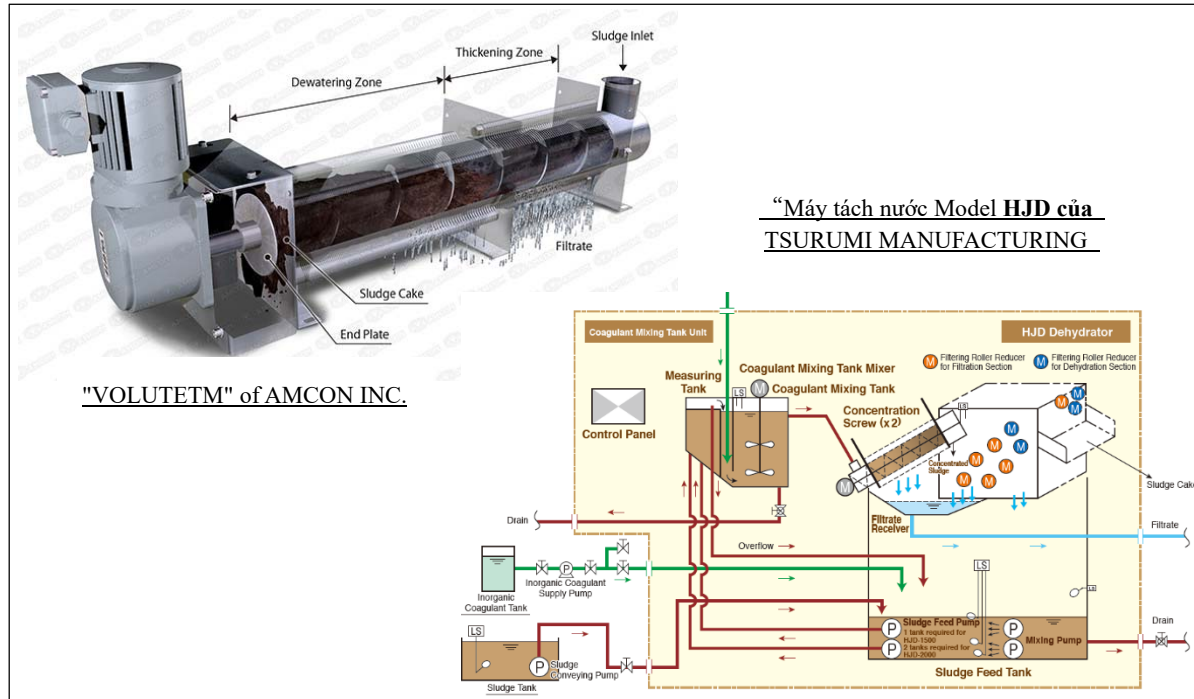 Sludge Inlet
Thickening Zone
Dewatering Zone
Filtrate
Sludge Cake
End Plate
"VOLUTETM" of AMCON INC.
“Máy tách nước Model HJD của
TSURUMI MANUFACTURING
Coagulant Mixing Tank Unit
HJD Dehydrator
M Filtering Roller Reducer
for Filtration Section
M Filtering Roller Reducer
for Dehydration Section
Coagulant Mixing Tank Mixer
M Coagulant Mixing Tank
Measuring
Tank
LS
Control Panel
Concentration
Screw (x2)
LS
M
M
M
M
M
M
M
M
M
M
M
M
Concentrated
Sludge
M
Sludge Cake
Filtrate
Receiver
Drain
Filtrate
Overflow
P
Inorganic Coagulant
Supply Pump
Inorganic
Coagulant Tank
LS
LS
Sludge Feed Pump
1 tank required for
HJD-1500
2 tanks required for
HJD-2000
P
P
P
P
Mixing Pump
Drain
LS
P
Sludge
Conveying Pump
Sludge Tank
Sludge Feed Tank